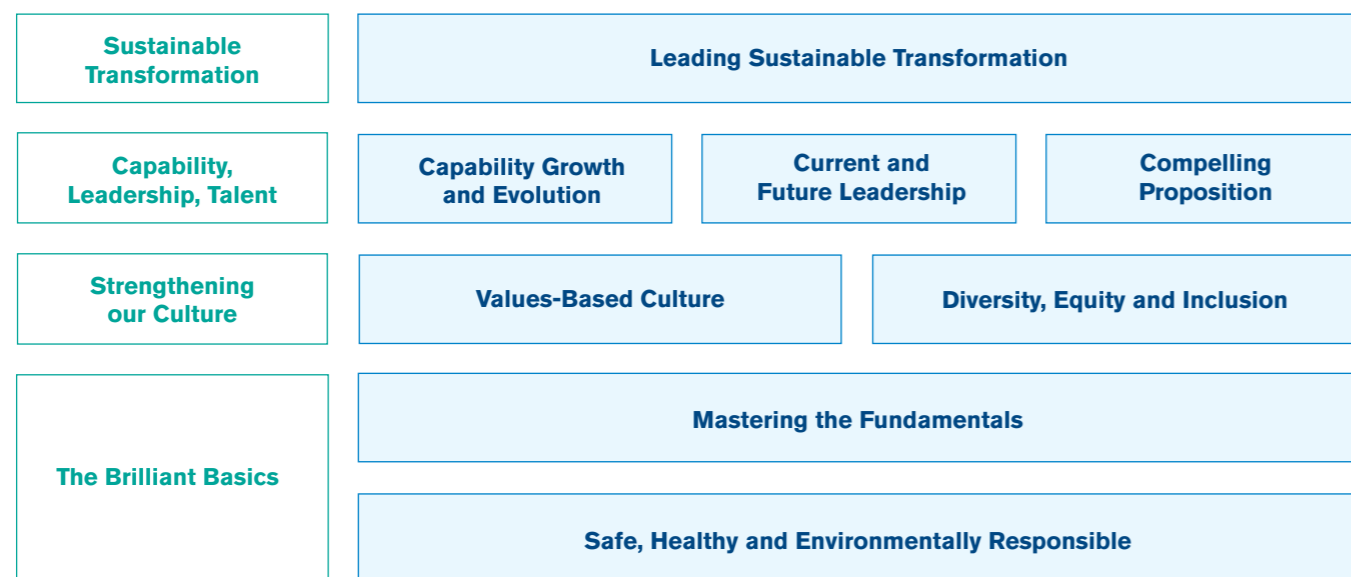 Sustainable
Transformation
Leading Sustainable Transformation
Capability,
Leadership, Talent
Capability Growth
and Evolution
Current and
Future Leadership
Compelling
Proposition
Strengthening
our Culture
Values-Based Culture
Diversity, Equity and Inclusion
The Brilliant Basics
Mastering the Fundamentals
Safe, Healthy and Environmentally Responsible